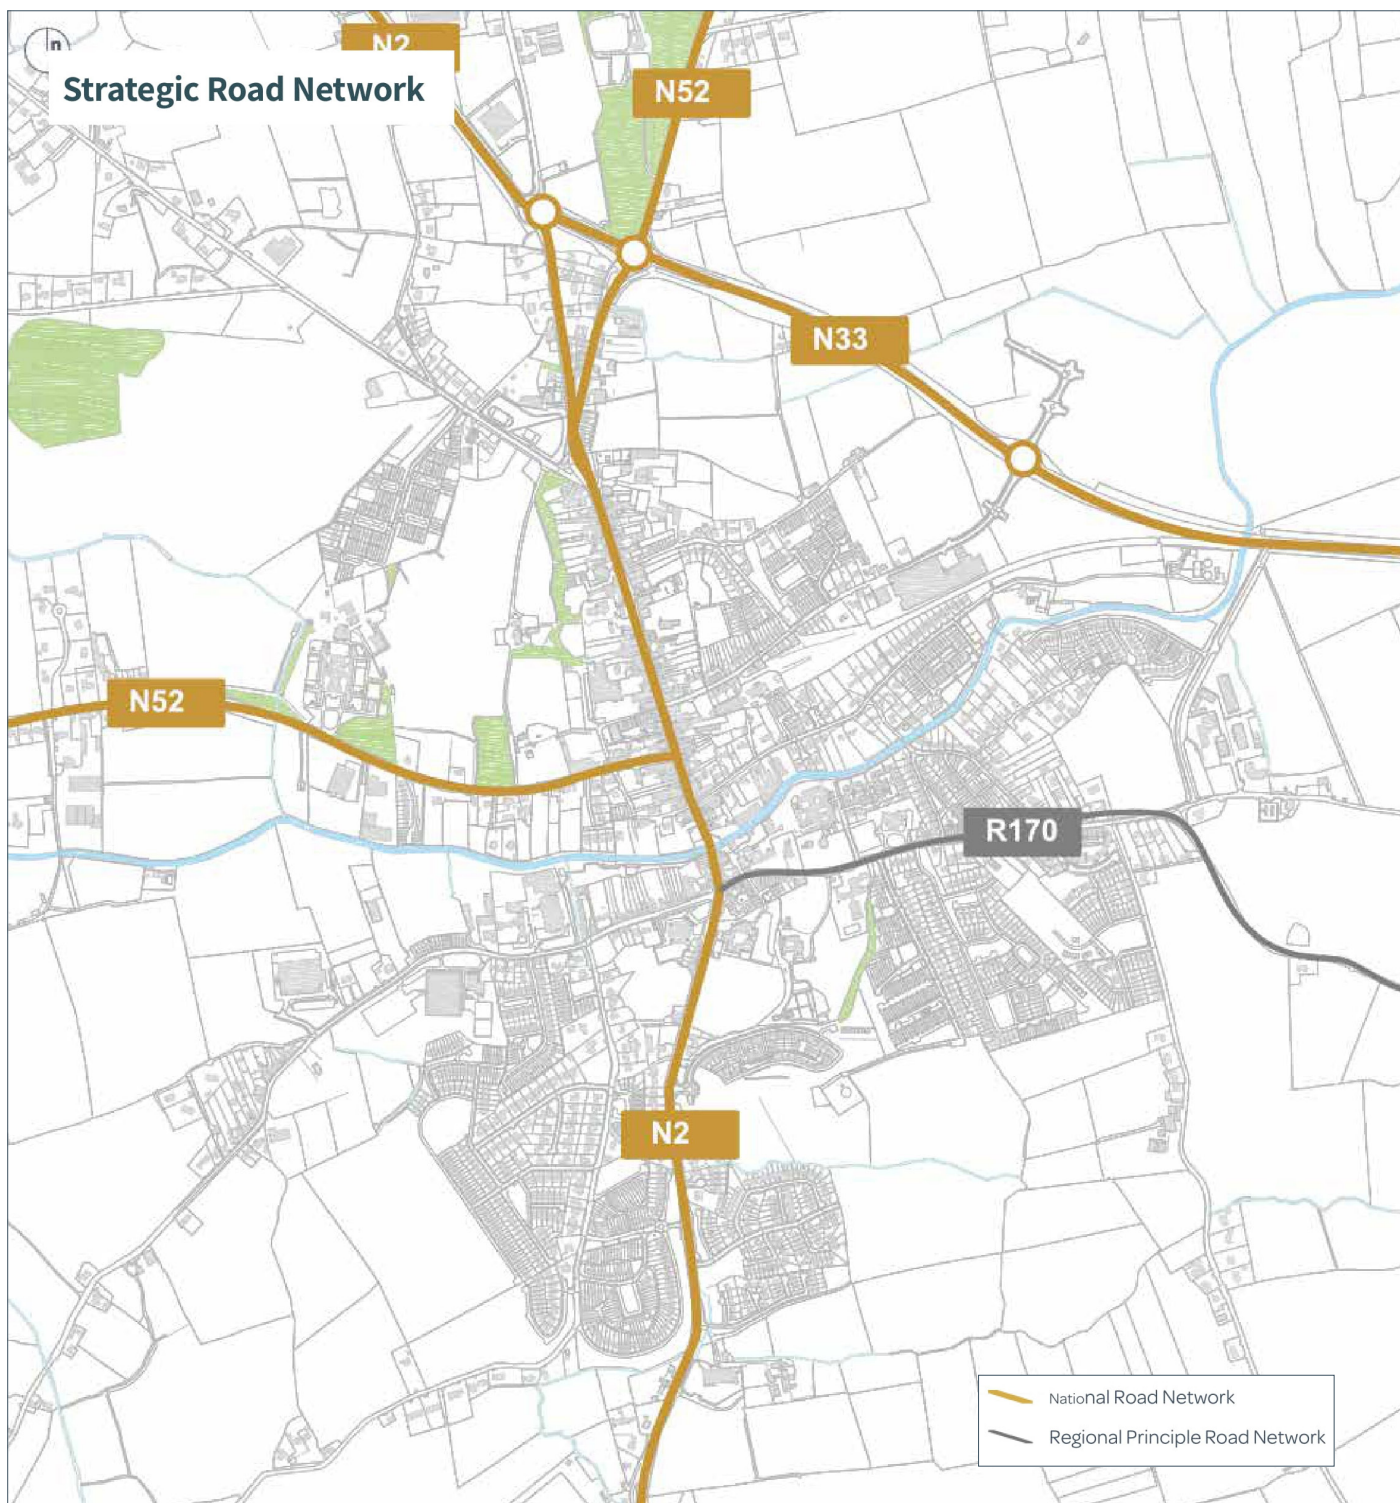 n
N2
Strategic Road Network
N52
N33
N52
R170
N2
National Road Network
Regional Principle Road Network